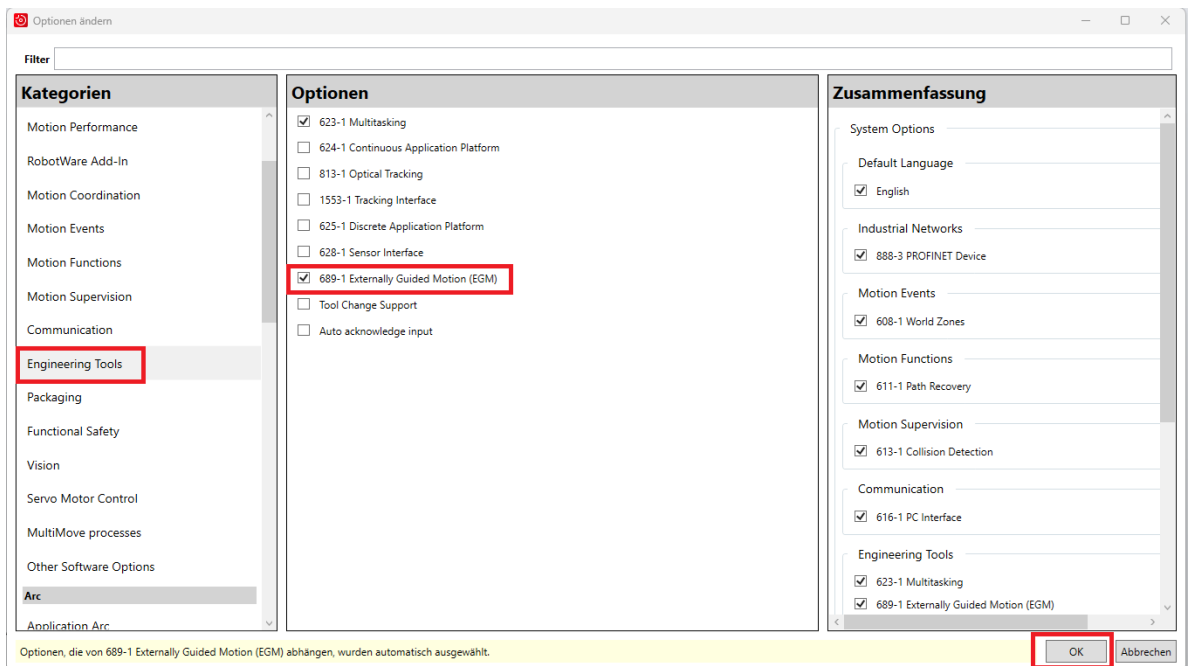 Optionen ändern
Filter
Kategorien
Motion Performance
RobotWare Add-In
Motion Coordination
Motion Events
Motion Functions
Motion Supervision
Communication
Engineering Tools
Packaging
Functional Safety
Vision
Servo Motor Control
MultiMove processes
Other Software Options
Arc
Application Arc
Optionen
623-1 Multitasking
624-1 Continuous Application Platform
813-1 Optical Tracking
1553-1 Tracking Interface
625-1 Discrete Application Platform
628-1 Sensor Interface
689-1 Externally Guided Motion (EGM)
Tool Change Support
Auto acknowledge input
Zusammenfassung
System Options
Default Language
English
Industrial Networks
888-3 PROFINET Device
Motion Events
608-1 World Zones
Motion Functions
611-1 Path Recovery
Motion Supervision
613-1 Collision Detection
Communication
616-1 PC Interface
Engineering Tools
623-1 Multitasking
689-1 Externally Guided Motion (EGM)
Optionen, die von 689-1 Externally Guided Motion (EGM) abhängen, wurden automatisch ausgewählt.
OK
Abbrechen